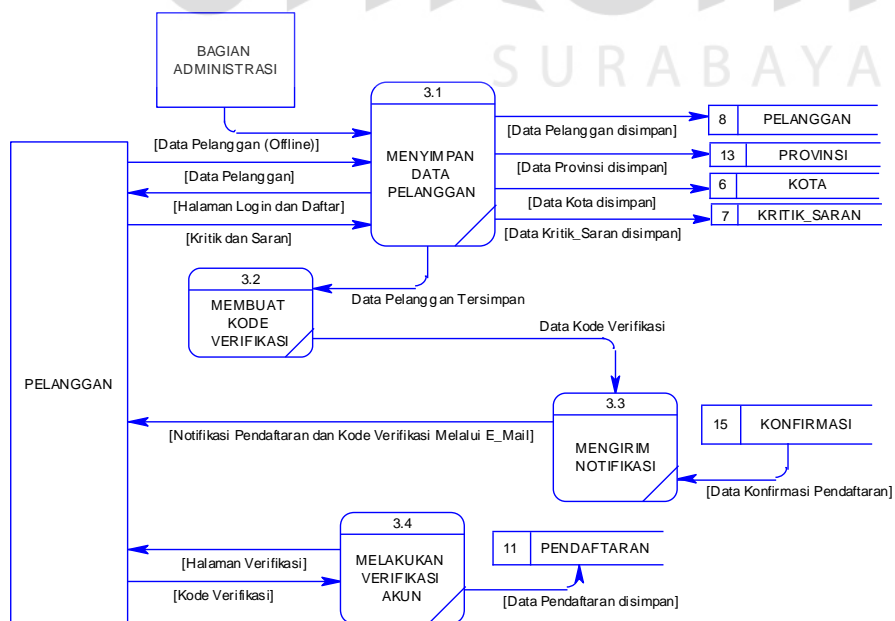 SURABAYA
BAGIAN
ADMINISTRASI
3.1
MENYIMPAN
DATA
PELANGGAN
[Data Pelanggan (Offline)]
[Data Pelanggan]
[Halaman Login dan Daftar]
[Kritik dan Saran]
[Data Pelanggan disimpan]
8 PELANGGAN
[Data Provinsi disimpan]
13 PROVINSI
[Data Kota disimpan]
6 KOTA
[Data Kritik_Saran disimpan]
7 KRITIK_SARAN
Data Pelanggan Tersimpan
3.2
MEMBUAT
KODE
VERIFIKASI
Data Kode Verifikasi
PELANGGAN
3.3
MENGIRIM
NOTIFIKASI
[Notifikasi Pendaftaran dan Kode Verifikasi Melalui E_Mail]
15 KONFIRMASI
[Data Konfirmasi Pendaftaran]
3.4
MELAKUKAN
VERIFIKASI
AKUN
[Halaman Verifikasi]
[Kode Verifikasi]
11 PENDAFTARAN
[Data Pendaftaran disimpan]